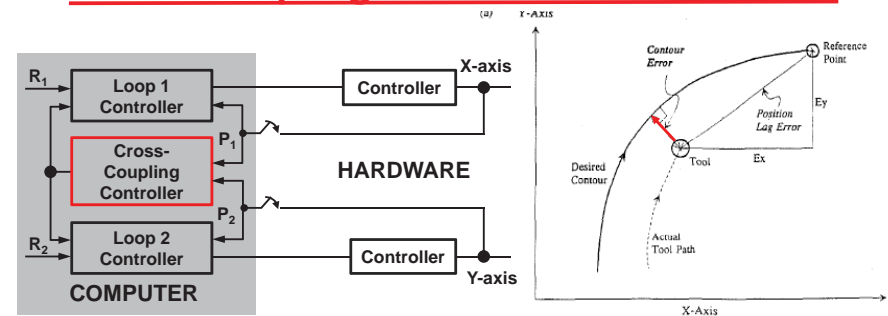 (a)
Y-Axis
R1
Loop 1
Controller
Controller
X-axis
P1
Cross-
Coupling
Controller
HARDWARE
P2
R2
Loop 2
Controller
Controller
Y-axis
COMPUTER
Contour
Error
Reference
Point
Ey
Position
Lag Error
Tool
Ex
Desired
Contour
Actual
Tool Path
X-Axis